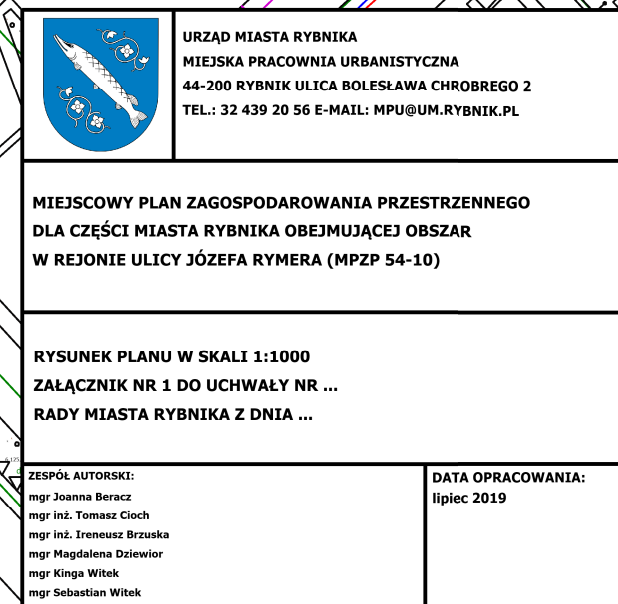 URZĄD MIASTA RYBNIKA
MIEJSKA PRACOWNIA URBANISTYCZNA
44-200 RYBNIK ULICA BOLESŁAWA CHROBREGO 2
TEL.: 32 439 20 56 E-MAIL: MPU@UM.RYBNIK.PL
MIEJSCOWY PLAN ZAGOSPODAROWANIA PRZESTRZENNEGO
DLA CZĘŚCI MIASTA RYBNIKA OBEJMUJĄCEJ OBSZAR
W REJONIE ULICY JÓZEFA RYMERA (MPZP 54-10)
RYSUNEK PLANU W SKALI 1:1000
ZAŁĄCZNIK NR 1 DO UCHWAŁY NR ...
RADY MIASTA RYBNIKA Z DNIA ...
ZESPÓŁ AUTORSKI:
mgr Joanna Beracz
mgr inż. Tomasz Cioch
mgr inż. Ireneusz Brzuska
mgr Magdalena Dziewior
mgr Kinga Witek
mgr Sebastian Witek
DATA OPRACOWANIA:
lipiec 2019